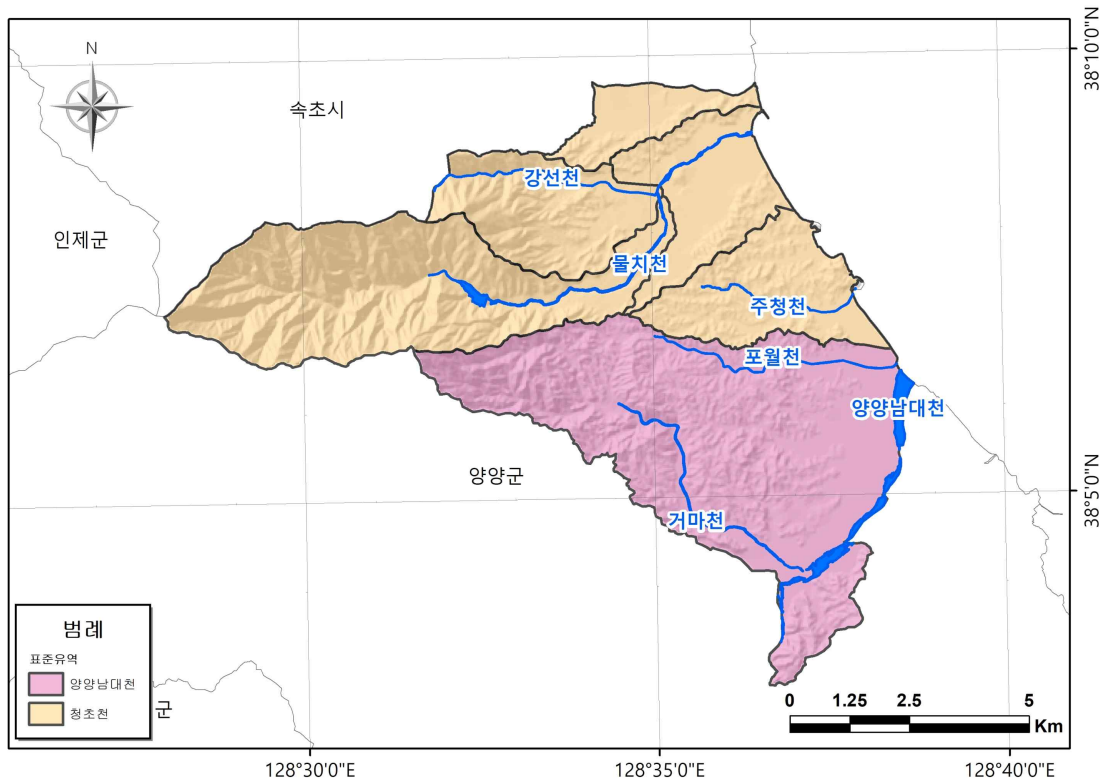 N
38°10'0"N
속초시
강선천
인제군
물치천
주청천
포월천
양양남대천
양양군
38°5'0"N
거마천
범례
표준유역
양양남대천
청초천
군
0 1.25 2.5 5
Km
128°30'0"E 128°35'0"E 128°40'0"E